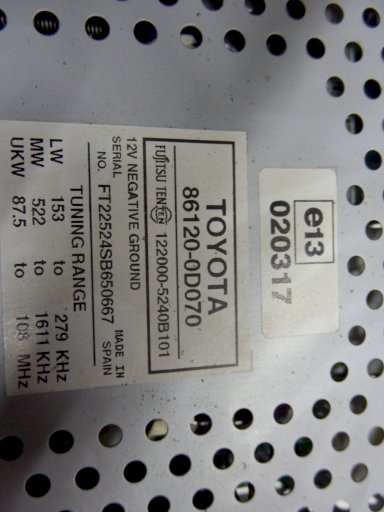 e13
020317
TOYOTA
86120-0D070
FUJITSU TEN TEN 122000-5240B101
12V NEGATIVE GROUND MADE IN
SERIAL SPAIN
NO. FT22524SB650667
TUNING RANGE
LW 153 to 279 KHz
MW 522 to 1611 KHz
UKW 87.5 to 108 MHz